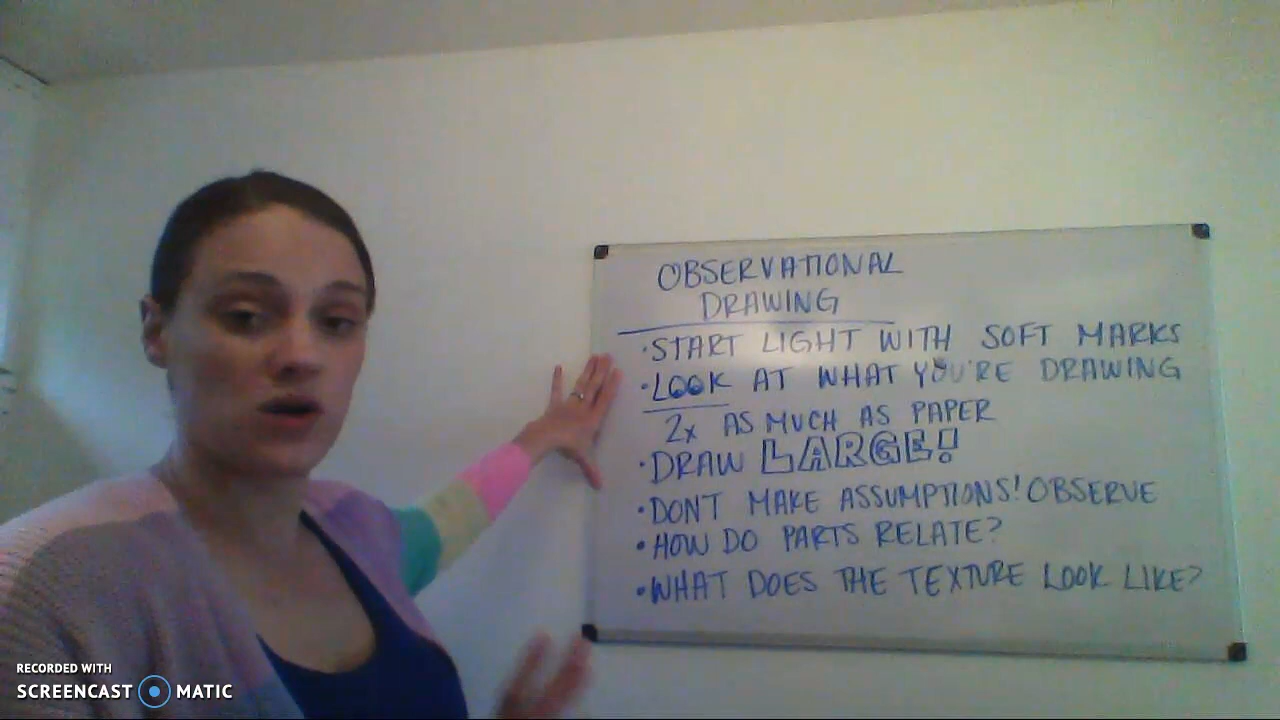 OBSERVATIONAL
DRAWING
·START LIGHT WITH SOFT MARKS
·LOOK AT WHAT YOU'RE DRAWING
2x AS MUCH AS PAPER
·DRAW LARGE!
·DON'T MAKE ASSUMPTIONS! OBSERVE
·HOW DO PARTS RELATE?
·WHAT DOES THE TEXTURE LOOK LIKE?
RECORDED WITH
SCREENCAST MATIC